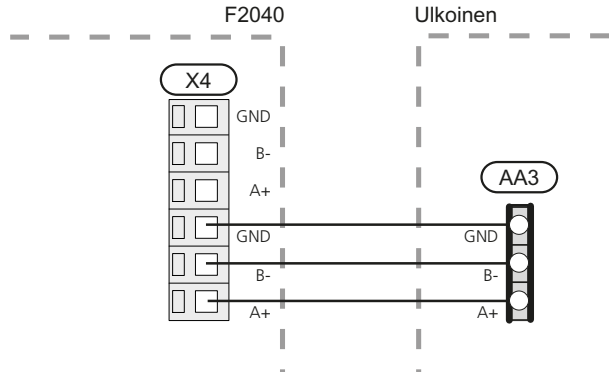 F2040 Ulkoinen
X4
GND
B-
A+
AA3
GND GND
B- B-
A+ A+